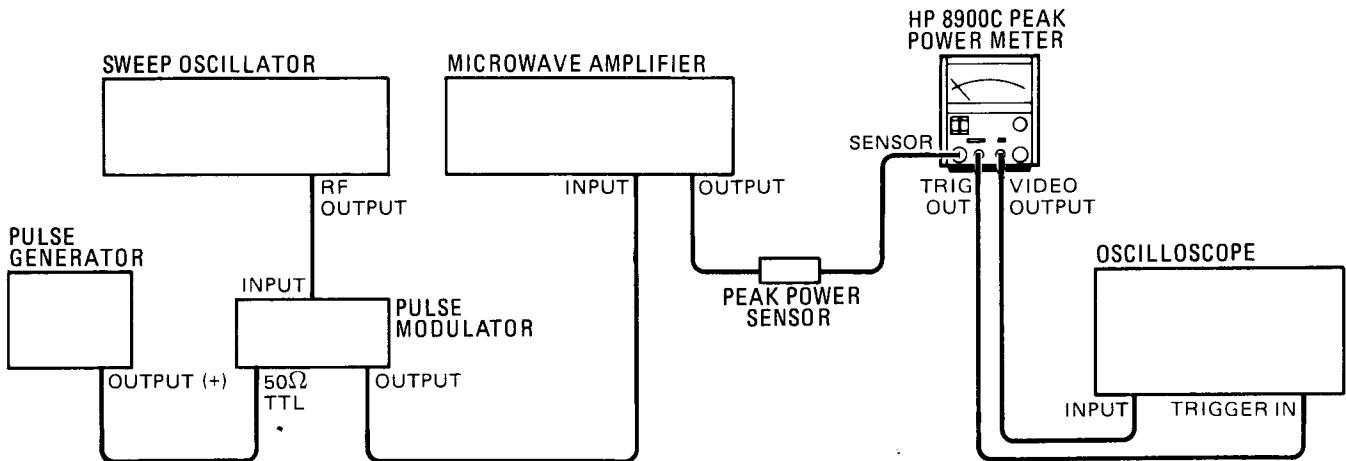 HP 8900C PEAK
POWER METER
SWEEP OSCILLATOR
MICROWAVE AMPLIFIER
SENSOR
RF
OUTPUT
INPUT
OUTPUT
TRIG
OUT
VIDEO
OUTPUT
PULSE
GENERATOR
OSCILLOSCOPE
INPUT
PULSE
MODULATOR
PEAK POWER
SENSOR
OUTPUT (+)
50Ω
TTL
OUTPUT
INPUT
TRIGGER IN